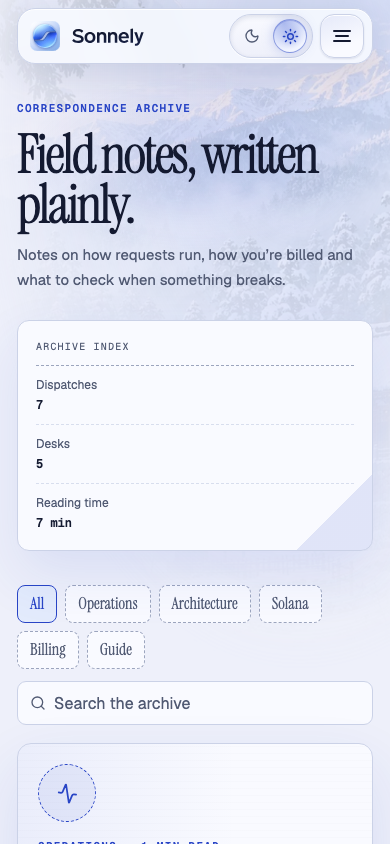 Sonnely
CORRESPONDENCE ARCHIVE
Field notes, written
plainly.
Notes on how requests run, how you're billed and
what to check when something breaks.
ARCHIVE INDEX
Dispatches
7
Desks
5
Reading time
7 min
All
Operations
Architecture
Solana
Billing
Guide
Search the archive